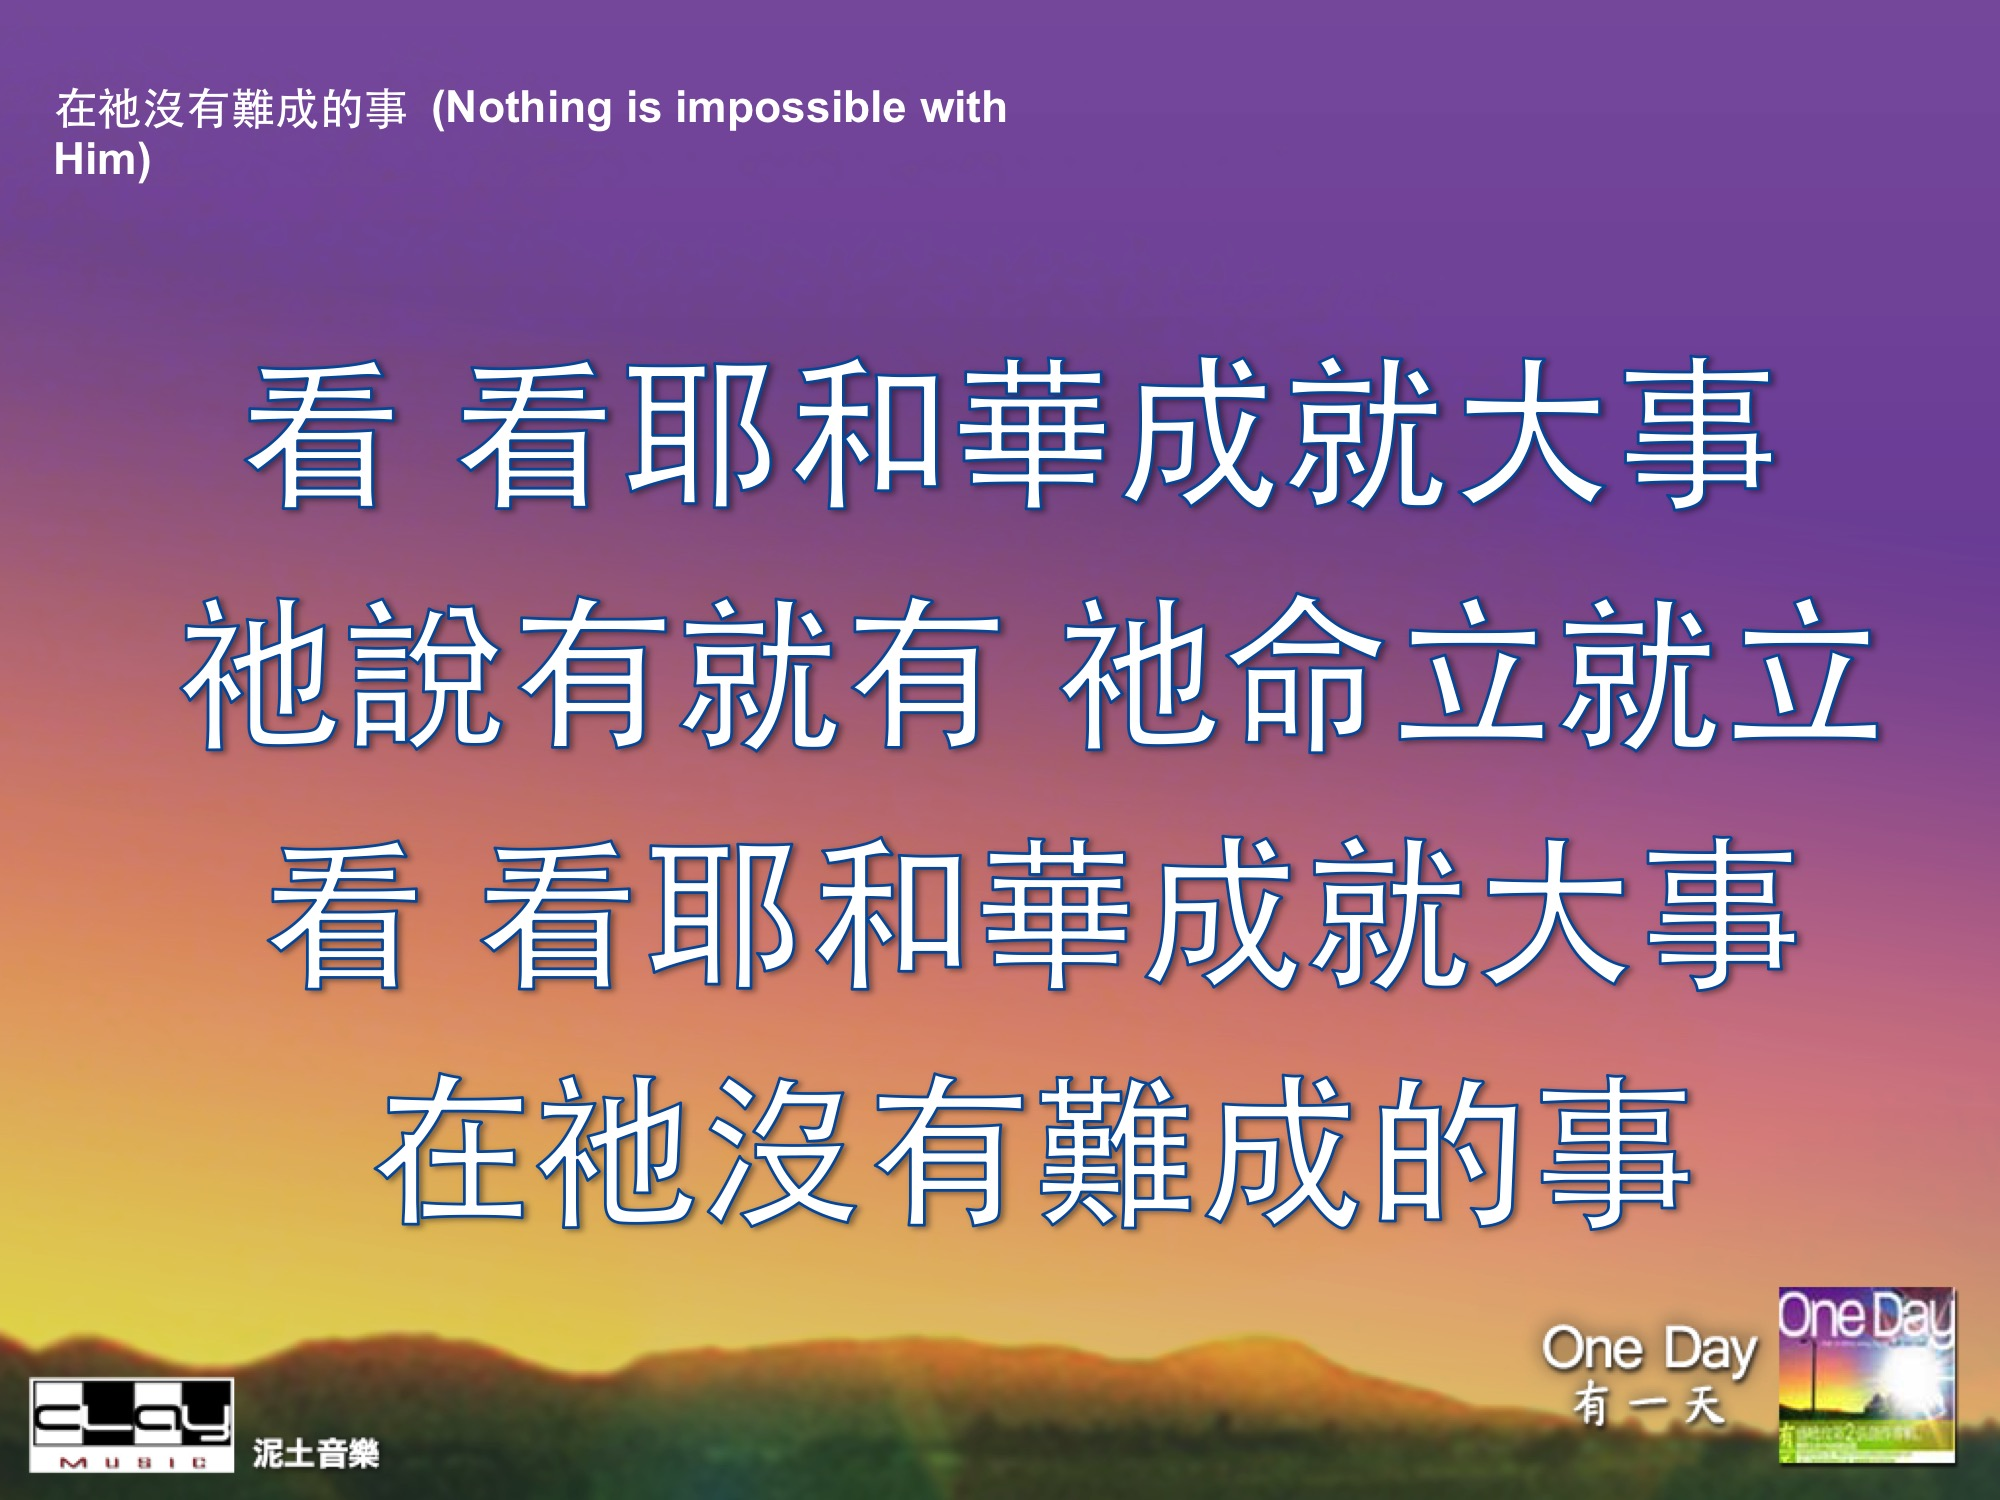 在祂沒有難成的事 (Nothing is impossible with
Him)
看 看耶和華成就大事
祂說有就有 祂命立就立
看 看耶和華成就大事
在祂沒有難成的事
One Day
有一天
One Day
CLay
MUSIC
泥土音樂